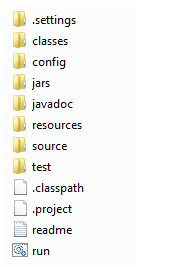 .settings
classes
config
jars
javadoc
resources
source
test
.classpath
.project
readme
run